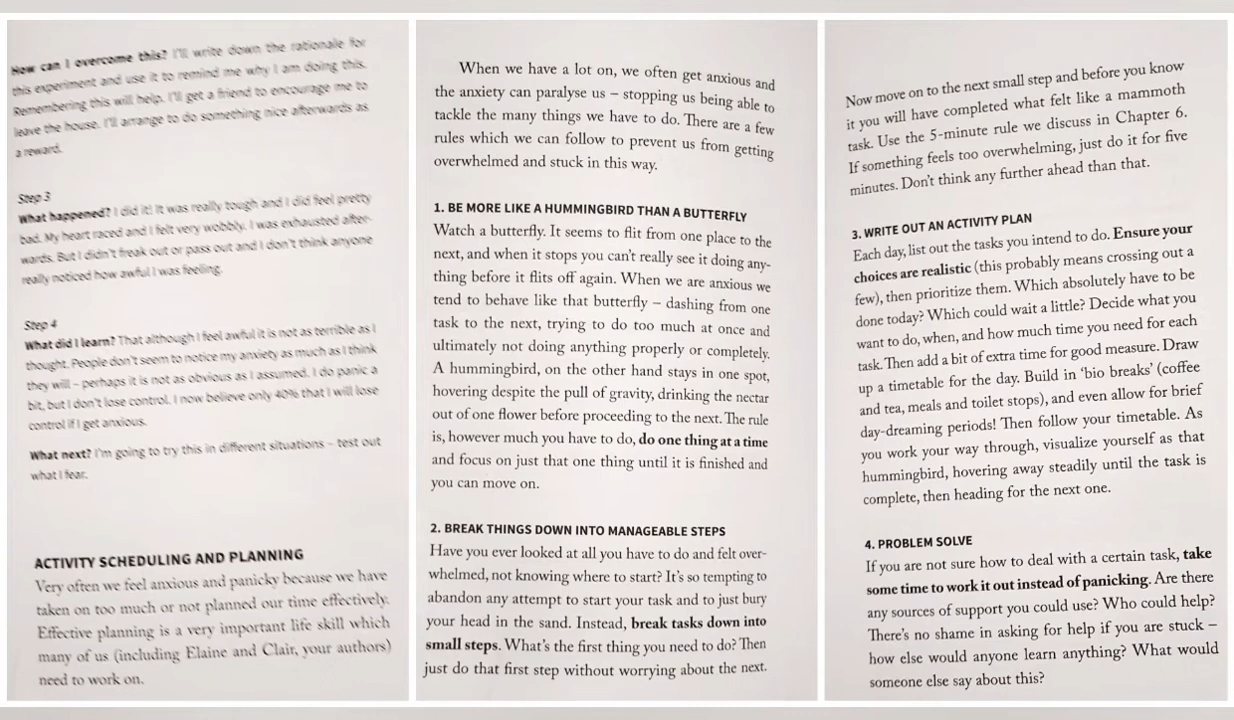 How can I overcome this? I'll write down the rationale for
this experiment and use it to remind me why I am doing this.
Remembering this will help. I'll get a friend to encourage me to
leave the house. I'll arrange to do something nice afterwards as
a reward.
Step 3
What happened? I did it! It was really tough and I did feel pretty
bad. My heart raced and I felt very wobbly. I was exhausted after-
wards. But I didn't freak out or pass out and I don't think anyone
really noticed how awful I was feeling.
Step 4
What did I learn? That although I feel awful it is not as terrible as I
thought. People don't seem to notice my anxiety as much as I think
they will – perhaps it is not as obvious as I assumed. I do panic a
bit, but I don't lose control. I now believe only 40% that I will lose
control if I get anxious.
What next? I'm going to try this in different situations – test out
what I fear.
ACTIVITY SCHEDULING AND PLANNING
Very often we feel anxious and panicky because we have
taken on too much or not planned our time effectively.
Effective planning is a very important life skill which
many of us (including Elaine and Clair, your authors)
need to work on.
When we have a lot on, we often get anxious and
the anxiety can paralyse us – stopping us being able to
tackle the many things we have to do. There are a few
rules which we can follow to prevent us from getting
overwhelmed and stuck in this way.
1. BE MORE LIKE A HUMMINGBIRD THAN A BUTTERFLY
Watch a butterfly. It seems to flit from one place to the
next, and when it stops you can't really see it doing any-
thing before it flits off again. When we are anxious we
tend to behave like that butterfly – dashing from one
task to the next, trying to do too much at once and
ultimately not doing anything properly or completely.
A hummingbird, on the other hand stays in one spot,
hovering despite the pull of gravity, drinking the nectar
out of one flower before proceeding to the next. The rule
is, however much you have to do, do one thing at a time
and focus on just that one thing until it is finished and
you can move on.
2. BREAK THINGS DOWN INTO MANAGEABLE STEPS
Have you ever looked at all you have to do and felt over-
whelmed, not knowing where to start? It's so tempting to
abandon any attempt to start your task and to just bury
your head in the sand. Instead, break tasks down into
small steps. What's the first thing you need to do? Then
just do that first step without worrying about the next.
Now move on to the next small step and before you know
it you will have completed what felt like a mammoth
task. Use the 5-minute rule we discuss in Chapter 6.
If something feels too overwhelming, just do it for five
minutes. Don't think any further ahead than that.
3. WRITE OUT AN ACTIVITY PLAN
Each day, list out the tasks you intend to do. Ensure your
choices are realistic (this probably means crossing out a
few), then prioritize them. Which absolutely have to be
done today? Which could wait a little? Decide what you
want to do, when, and how much time you need for each
task. Then add a bit of extra time for good measure. Draw
up a timetable for the day. Build in 'bio breaks' (coffee
and tea, meals and toilet stops), and even allow for brief
day-dreaming periods! Then follow your timetable. As
you work your way through, visualize yourself as that
hummingbird, hovering away steadily until the task is
complete, then heading for the next one.
4. PROBLEM SOLVE
If you are not sure how to deal with a certain task, take
some time to work it out instead of panicking. Are there
any sources of support you could use? Who could help?
There's no shame in asking for help if you are stuck –
how else would anyone learn anything? What would
someone else say about this?